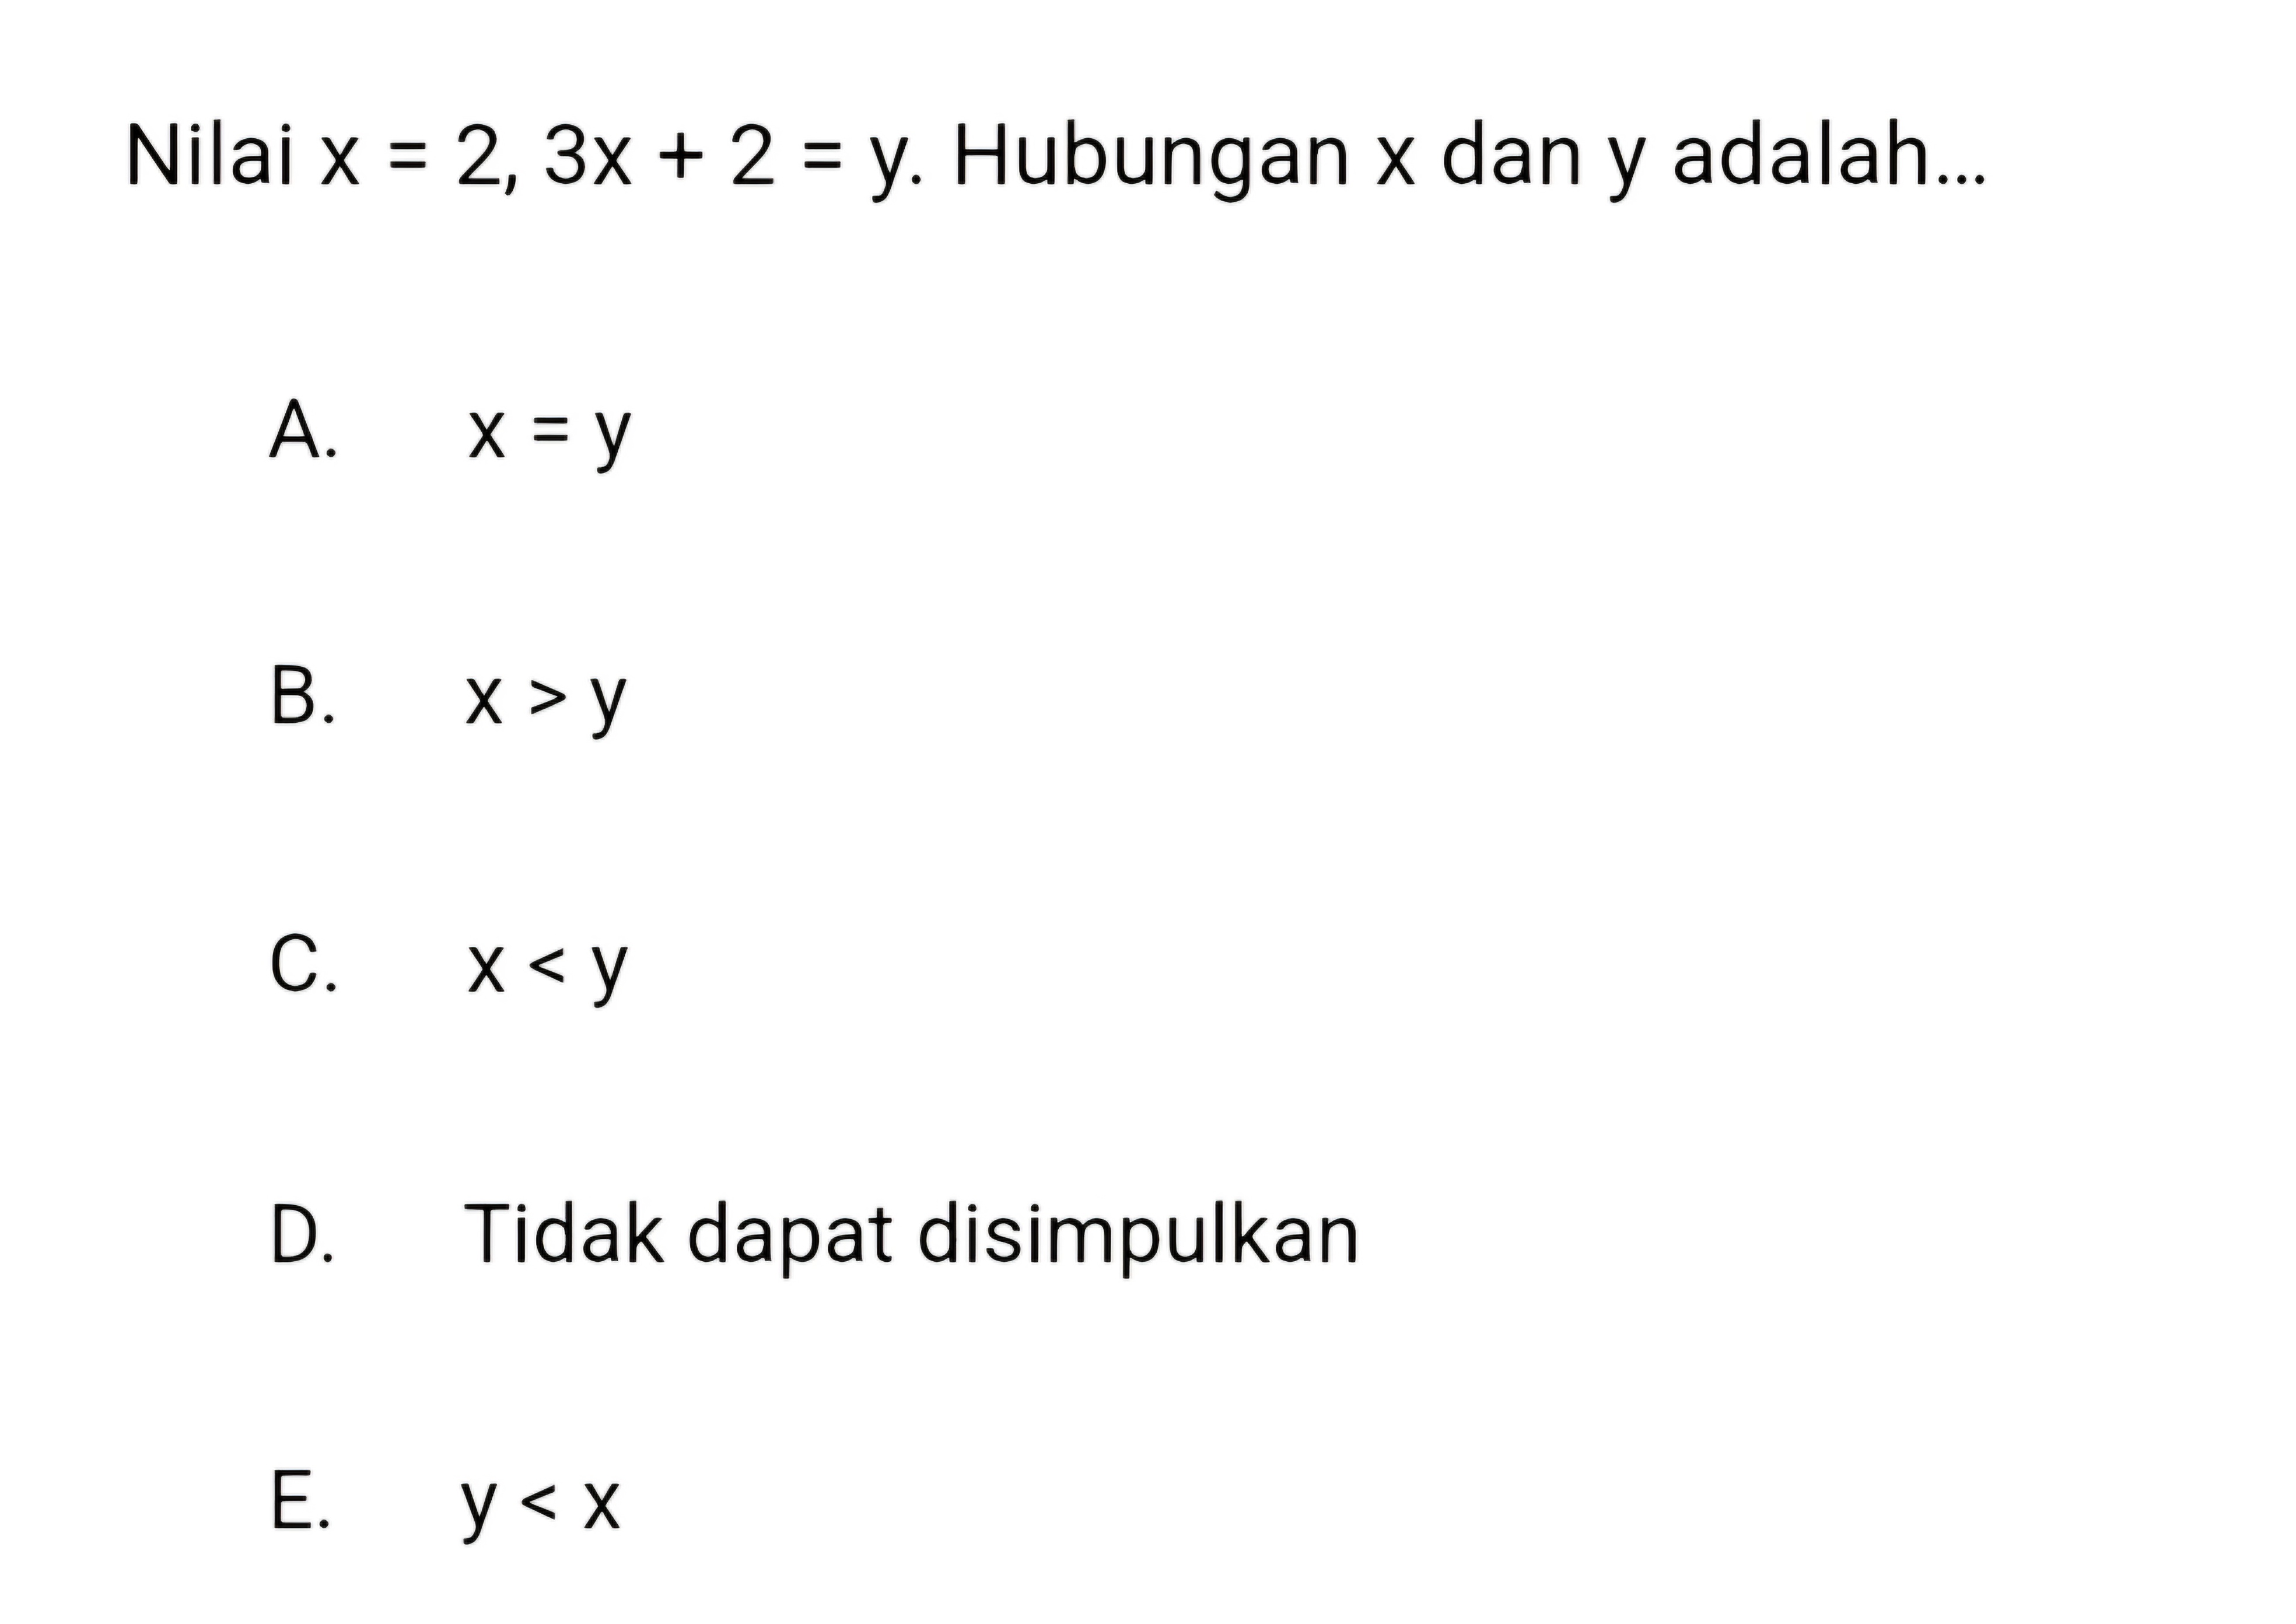 Nilai x = 2, 3x + 2 = y. Hubungan x dan y adalah...
A. x = y
B. x > y
C. x < y
D. Tidak dapat disimpulkan
E. y < x